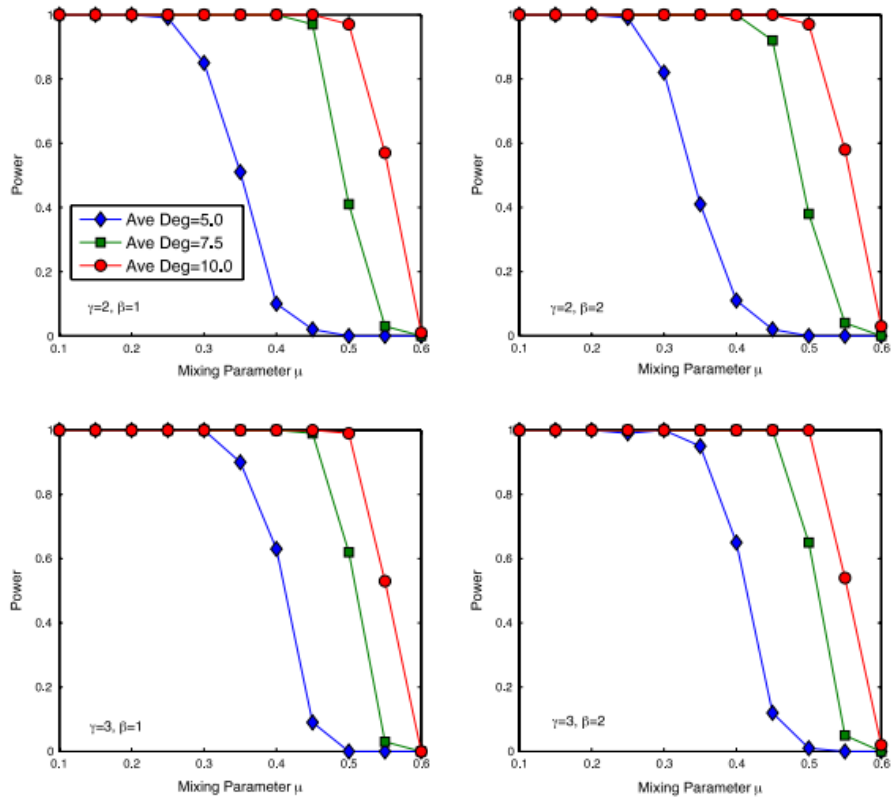 1
0.8
0.6
0.4
0.2
0
Power
Ave Deg=5.0
Ave Deg=7.5
Ave Deg=10.0
γ=2, β=1
0.1 0.2 0.3 0.4 0.5 0.6
Mixing Parameter μ
1
0.8
0.6
0.4
0.2
0
Power
γ=2, β=2
0.1 0.2 0.3 0.4 0.5 0.6
Mixing Parameter μ
1
0.8
0.6
0.4
0.2
0
Power
γ=3, β=1
0.1 0.2 0.3 0.4 0.5 0.6
Mixing Parameter μ
1
0.8
0.6
0.4
0.2
0
Power
γ=3, β=2
0.1 0.2 0.3 0.4 0.5 0.6
Mixing Parameter μ